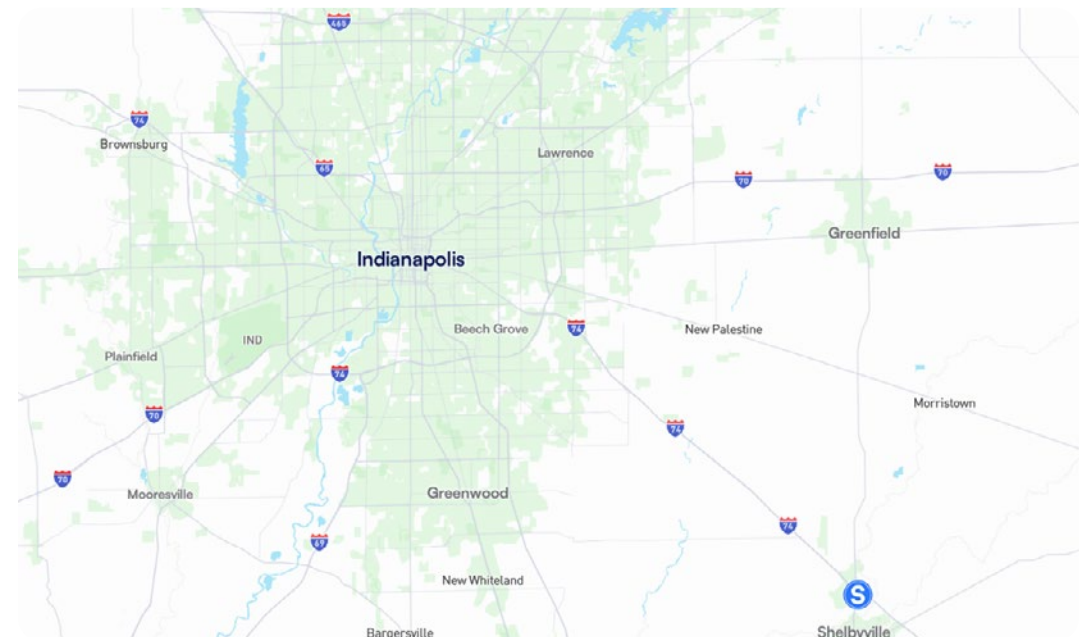 465
74
Brownsburg
65
Lawrence
70
70
Greenfield
Indianapolis
IND
Beech Grove
74
New Palestine
Plainfield
74
70
Morristown
74
70
Mooresville
Greenwood
74
69
New Whiteland
S
Bargersville
Shelbyville